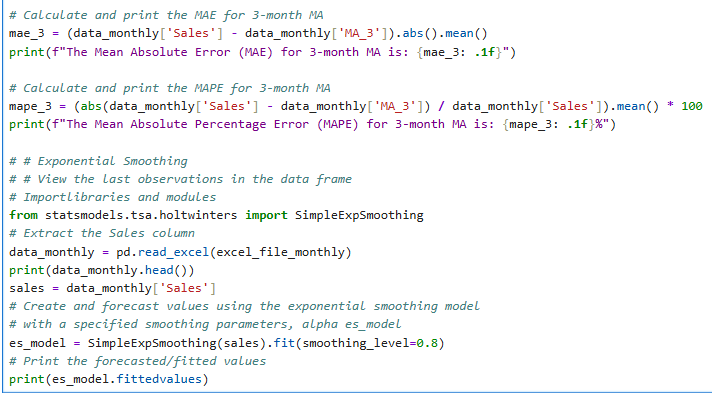 # Calculate and print the MAE for 3-month MA
mae_3 = (data_monthly['Sales'] - data_monthly['MA_3']).abs().mean()
print(f"The Mean Absolute Error (MAE) for 3-month MA is: {mae_3: .1f}")
# Calculate and print the MAPE for 3-month MA
mape_3 = (abs(data_monthly['Sales'] - data_monthly['MA_3']) / data_monthly['Sales']).mean() * 100
print(f"The Mean Absolute Percentage Error (MAPE) for 3-month MA is: {mape_3: .1f}%")
# # Exponential Smoothing
# # View the last observations in the data frame
# Importlibraries and modules
from statsmodels.tsa.holtwinters import SimpleExpSmoothing
# Extract the Sales column
data_monthly = pd.read_excel(excel_file_monthly)
print(data_monthly.head())
sales = data_monthly['Sales']
# Create and forecast values using the exponential smoothing model
# with a specified smoothing parameters, alpha es_model
es_model = SimpleExpSmoothing(sales).fit(smoothing_level=0.8)
# Print the forecasted/fitted values
print(es_model.fittedvalues)